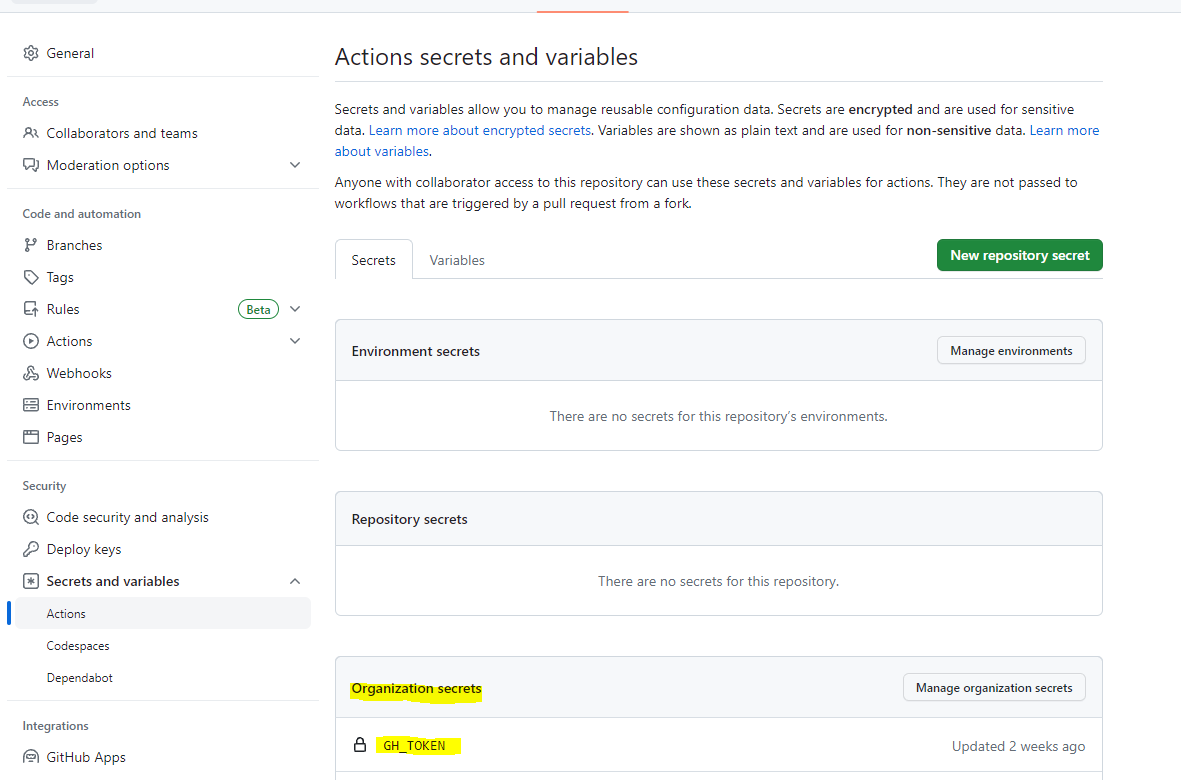 General
Access
Collaborators and teams
Moderation options
Code and automation
Branches
Tags
Rules
Beta
Actions
Webhooks
Environments
Pages
Security
Code security and analysis
Deploy keys
Secrets and variables
Actions
Codespaces
Dependabot
Integrations
GitHub Apps
Actions secrets and variables
Secrets and variables allow you to manage reusable configuration data. Secrets are encrypted and are used for sensitive
data. Learn more about encrypted secrets. Variables are shown as plain text and are used for non-sensitive data. Learn more
about variables.
Anyone with collaborator access to this repository can use these secrets and variables for actions. They are not passed to
workflows that are triggered by a pull request from a fork.
Secrets
Variables
New repository secret
Environment secrets
Manage environments
There are no secrets for this repository’s environments.
Repository secrets
There are no secrets for this repository.
Organization secrets
Manage organization secrets
GH_TOKEN
Updated 2 weeks ago